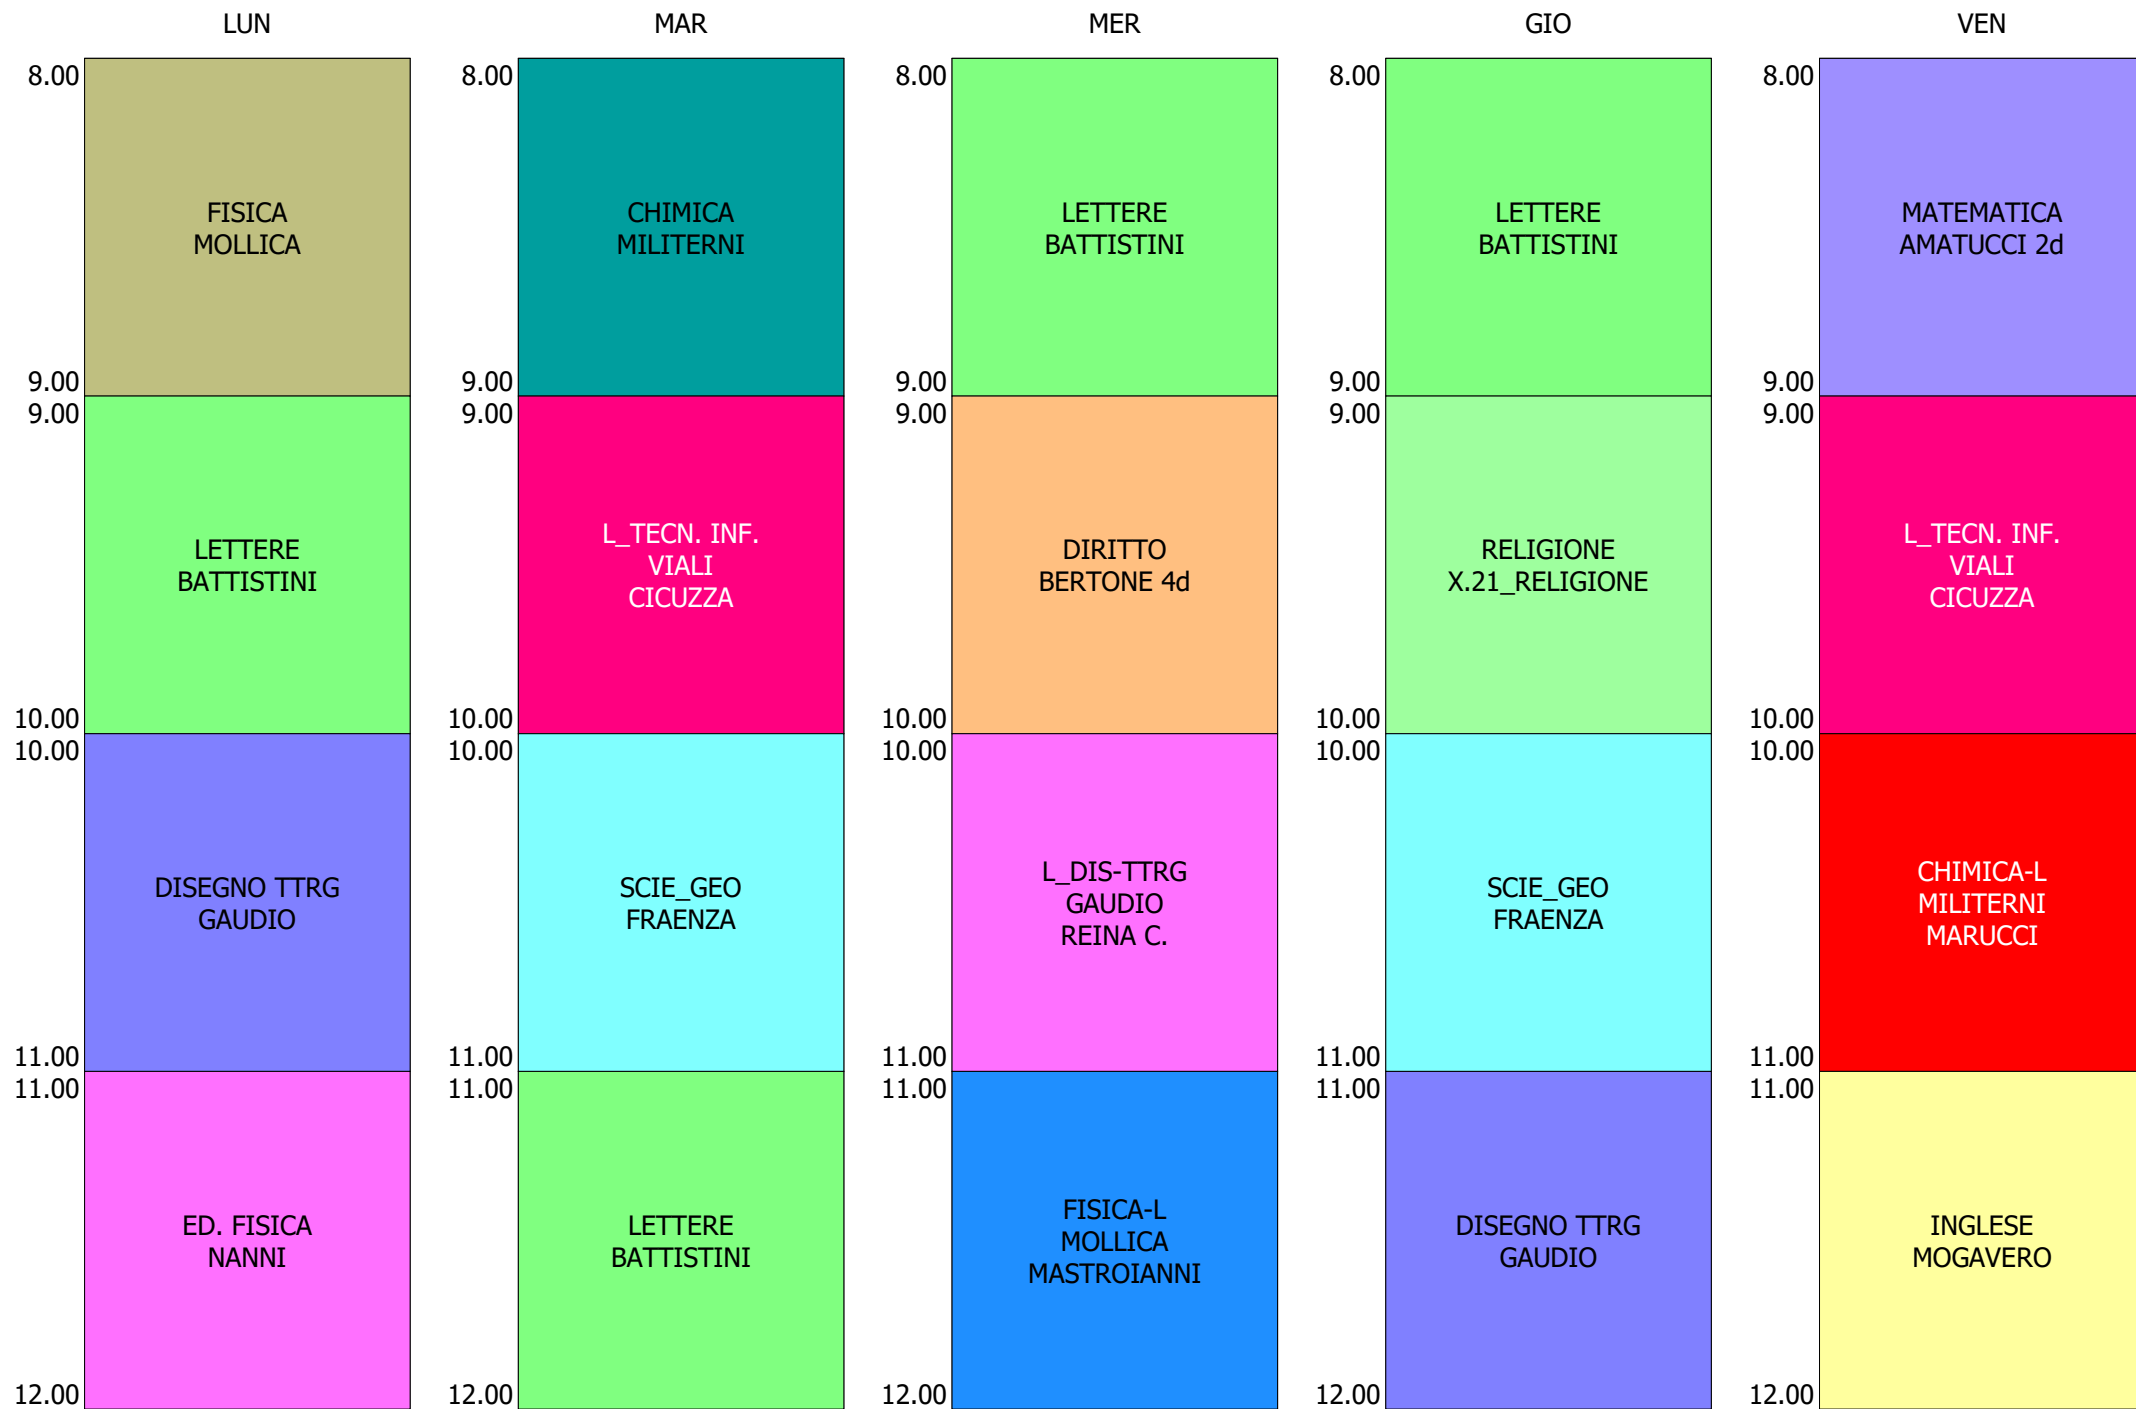 LUN MAR MER GIO VEN
8.00 8.00 8.00 8.00 8.00
FISICA CHIMICA LETTERE LETTERE MATEMATICA
MOLLICA MILITERNI BATTISTINI BATTISTINI AMATUCCI 2d
9.00 9.00 9.00 9.00 9.00
9.00 9.00 9.00 9.00 9.00
L_TECN. INF. L_TECN. INF.
LETTERE VIALI DIRITTO RELIGIONE VIALI
BATTISTINI CICUZZA BERTONE 4d X.21_RELIGIONE CICUZZA
10.00 10.00 10.00 10.00 10.00
10.00 10.00 10.00 10.00 10.00
L_DIS-TTRG CHIMICA-L
DISEGNO TTRG SCIE_GEO GAUDIO SCIE_GEO MILITERNI
GAUDIO FRAENZA REINA C. FRAENZA MARUCCI
11.00 11.00 11.00 11.00 11.00
11.00 11.00 11.00 11.00 11.00
FISICA-L
ED. FISICA LETTERE MOLLICA DISEGNO TTRG INGLESE
NANNI BATTISTINI MASTROIANNI GAUDIO MOGAVERO
12.00 12.00 12.00 12.00 12.00